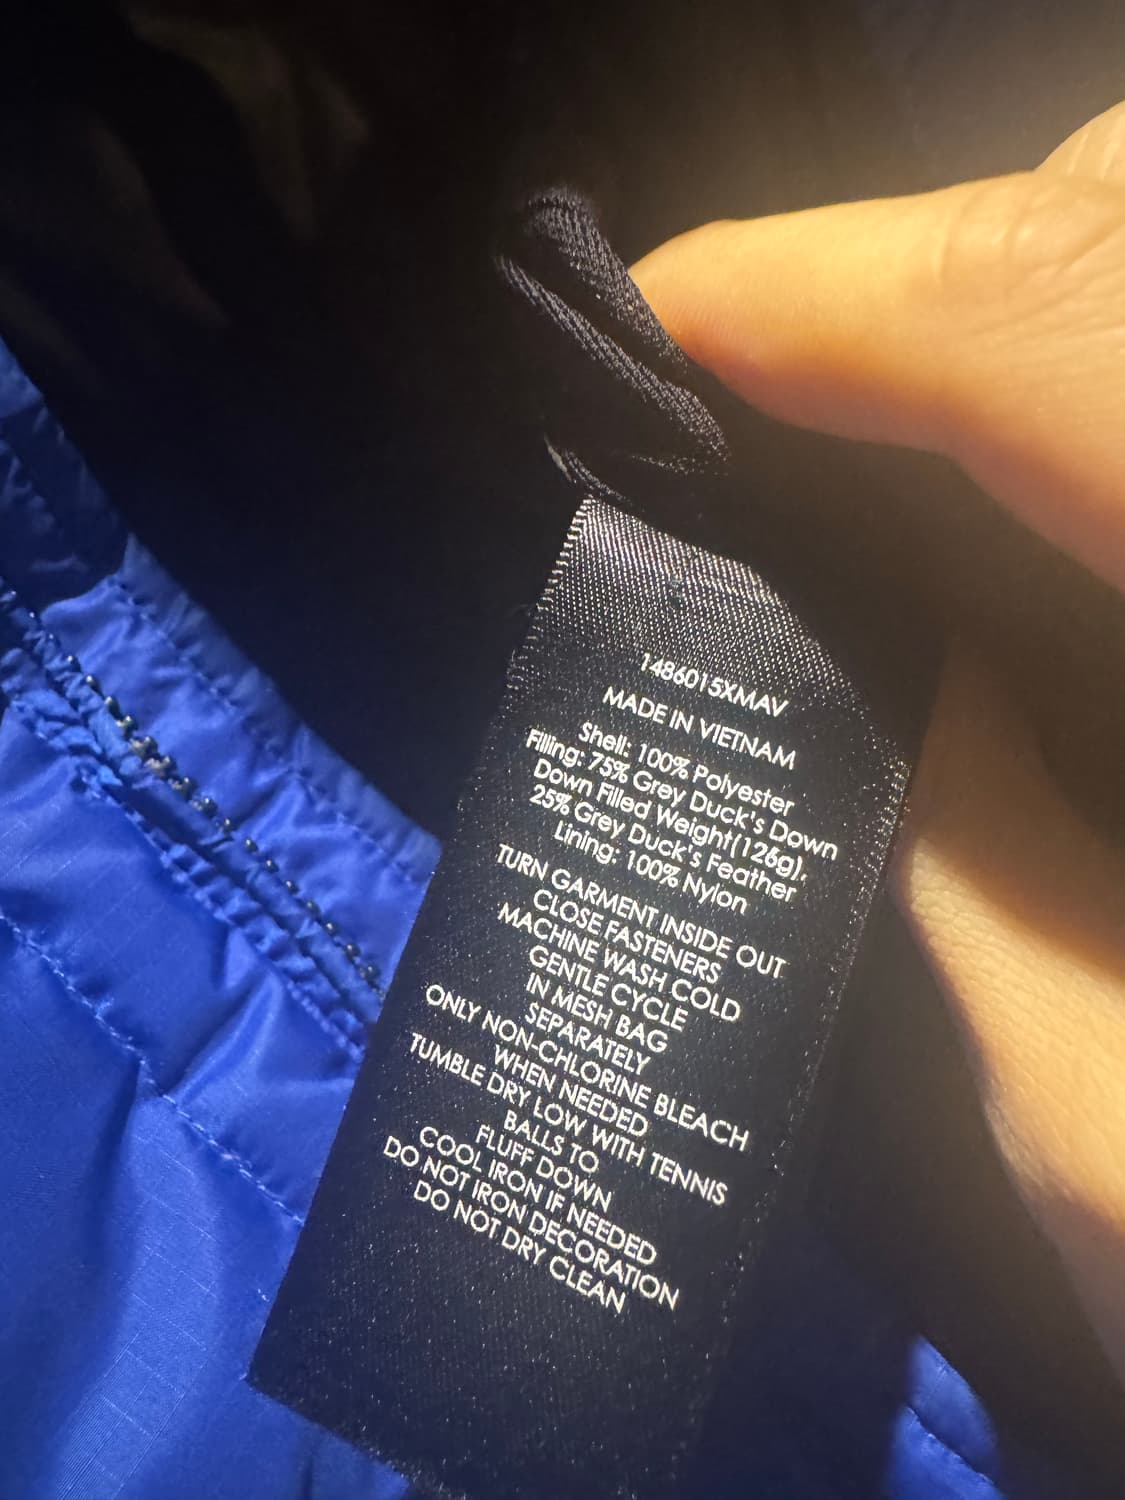 1486015XMAV
MADE IN VIETNAM
Shell: 100% Polyester
Filling: 75% Grey Duck's Down
Down Filled Weight(126g),
25% Grey Duck's Feather
Lining: 100% Nylon
TURN GARMENT INSIDE OUT
CLOSE FASTENERS
MACHINE WASH COLD
GENTLE CYCLE
IN MESH BAG
SEPARATELY
ONLY NON-CHLORINE BLEACH
WHEN NEEDED
TUMBLE DRY LOW WITH TENNIS
BALLS TO
FLUFF DOWN
COOL IRON IF NEEDED
DO NOT IRON DECORATION
DO NOT DRY CLEAN